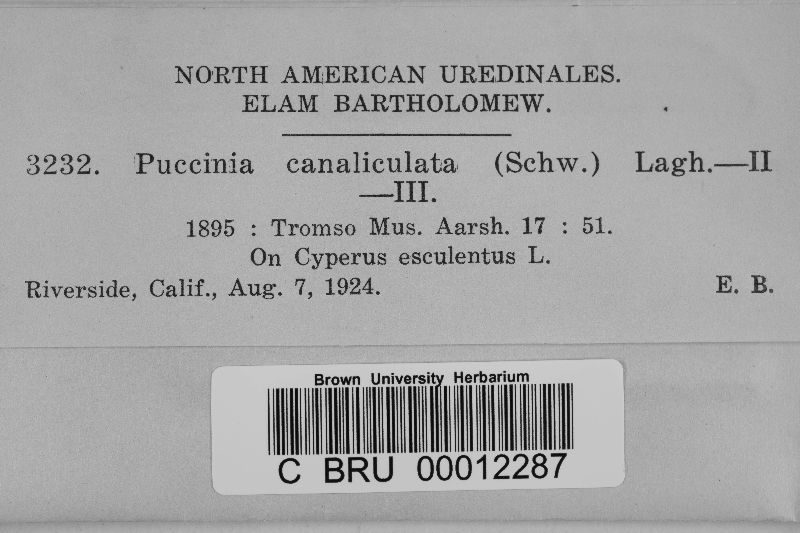 NORTH AMERICAN UREDINALES.
ELAM BARTHOLOMEW.
3232. Puccinia canaliculata (Schw.) Lagh.—II
—III.
1895 : Tromso Mus. Aarsh. 17 : 51.
On Cyperus esculentus L.
Riverside, Calif., Aug. 7, 1924. E. B.
Brown University Herbarium
C BRU 00012287